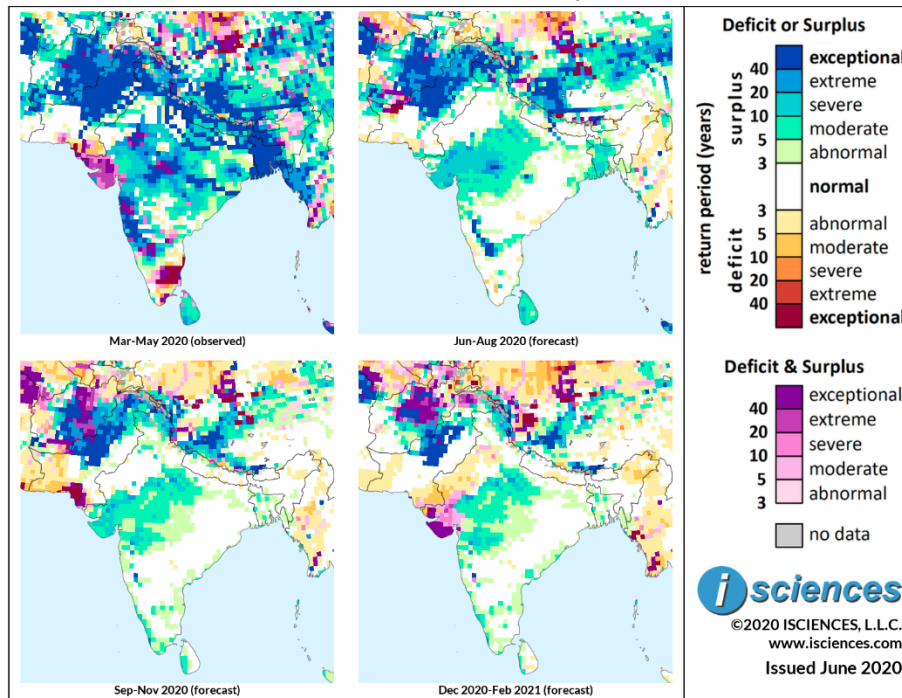 Mar-May 2020 (observed)
Jun-Aug 2020 (forecast)
Sep-Nov 2020 (forecast)
Dec 2020-Feb 2021 (forecast)
Deficit or Surplus
return period (years)
surplus
deficit
exceptional
40
extreme
20
severe
10
moderate
5
abnormal
3
normal
3
abnormal
5
moderate
10
severe
20
extreme
40
exceptional
Deficit & Surplus
exceptional
40
extreme
20
severe
10
moderate
5
abnormal
3
no data
i sciences
©2020 ISCIENCES, L.L.C.
www.isciences.com
Issued June 2020